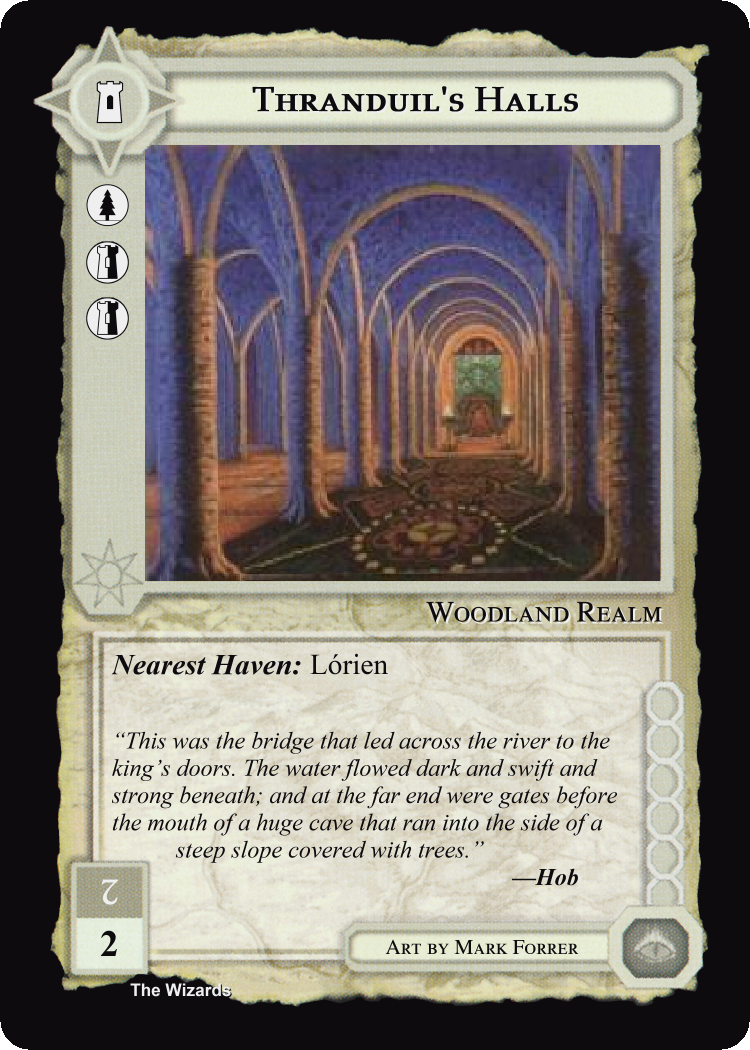 Thranduil's Halls
Woodland Realm
Nearest Haven: Lórien
“This was the bridge that led across the river to the
king’s doors. The water flowed dark and swift and
strong beneath; and at the far end were gates before
the mouth of a huge cave that ran into the side of a
steep slope covered with trees.”
—Hob
2
2
Art by Mark Forrer
The Wizards